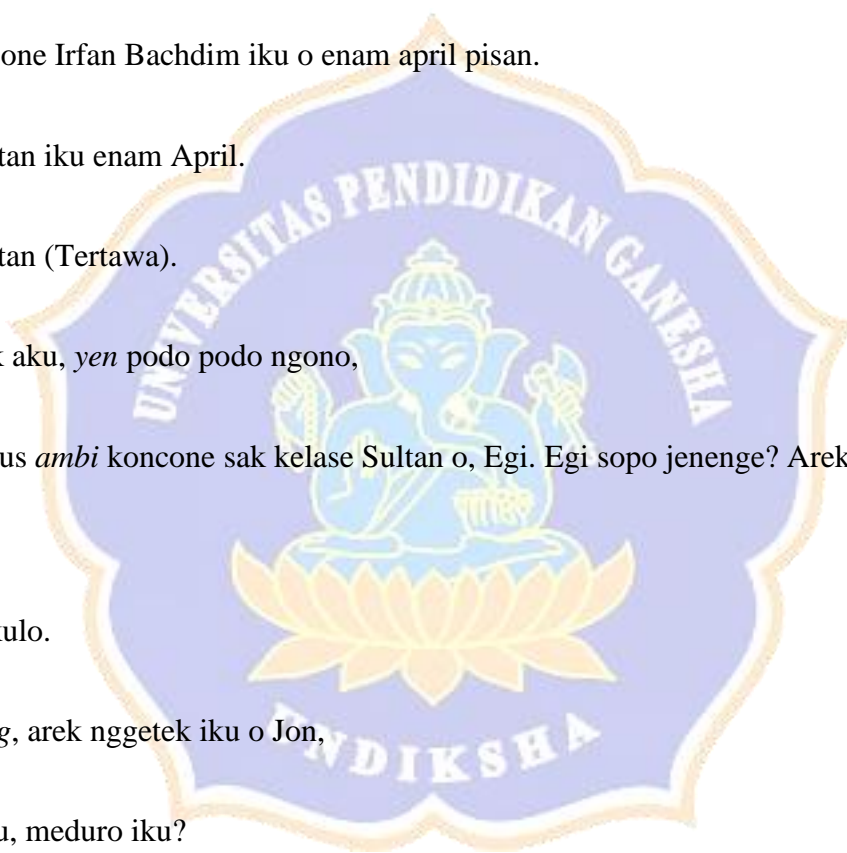 one Irfan Bachdim iku o enam april pisan.
tan iku enam April.
tan (Tertawa).
k aku, yen podo podo ngono,
us ambi koncone sak kelase Sultan o, Egi. Egi sopo jenenge? Arek
kulo.
g, arek nggetek iku o Jon,
u, meduro iku?
UNIVERSITAS PENDIDIKAN GANESHA
UNDIKSHA